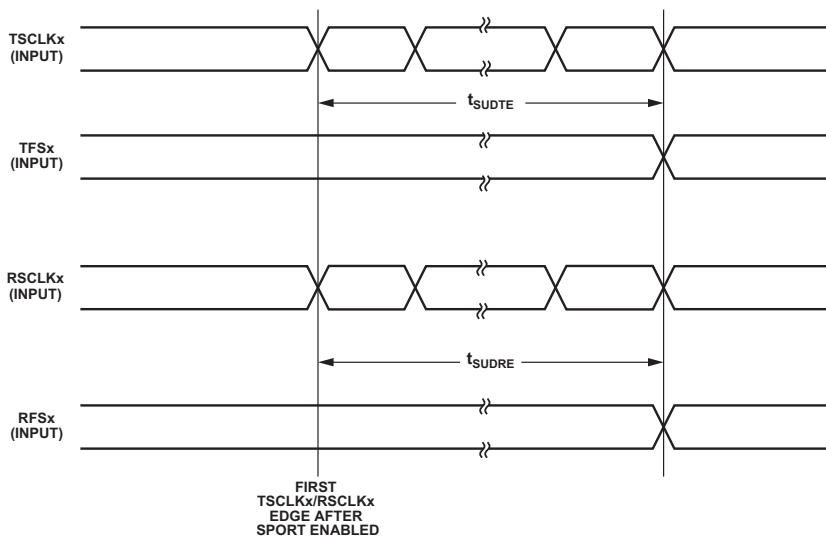 TSCLKx
(INPUT)
tSUDTE
TFSx
(INPUT)
RSCLKx
(INPUT)
tSUDRE
RFSx
(INPUT)
FIRST
TSCLKx/RSCLKx
EDGE AFTER
SPORT ENABLED